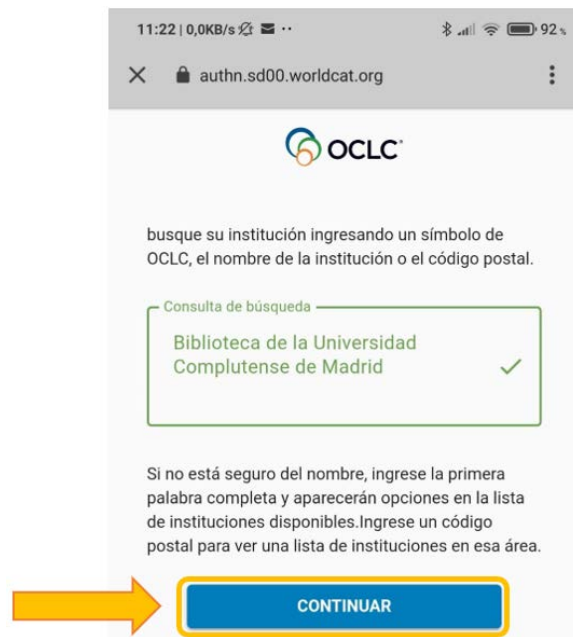 11:22 | 0,0KB/s
92%
authn.sd00.worldcat.org
OCLC
busque su institución ingresando un símbolo de
OCLC, el nombre de la institución o el código postal.
Consulta de búsqueda
Biblioteca de la Universidad
Complutense de Madrid
Si no está seguro del nombre, ingrese la primera
palabra completa y aparecerán opciones en la lista
de instituciones disponibles.Ingrese un código
postal para ver una lista de instituciones en esa área.
CONTINUAR